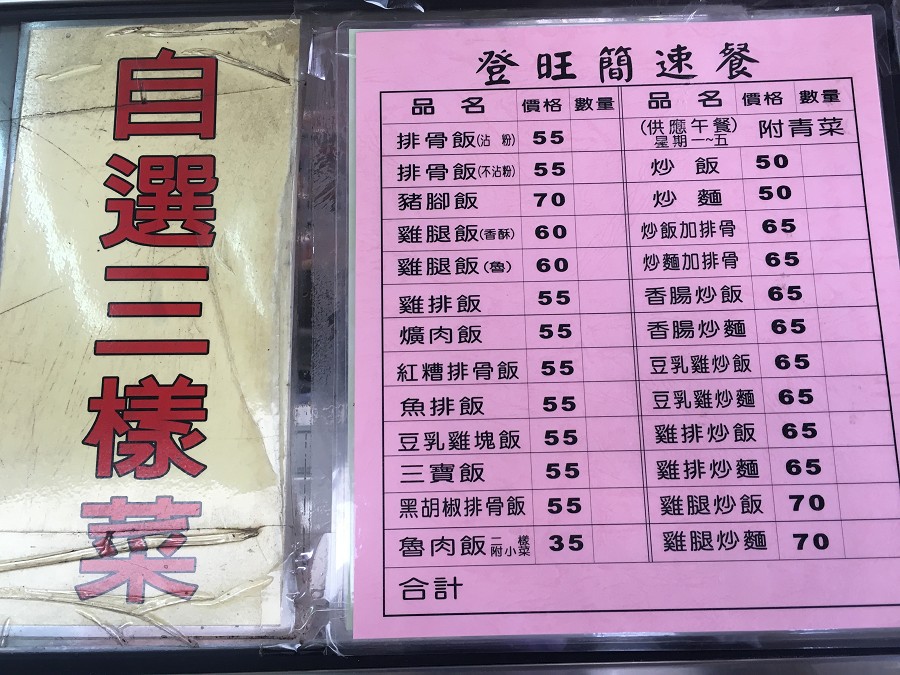 自選三樣菜
登旺簡速餐
品名 價格 數量
排骨飯(沾粉) 55
排骨飯(不沾粉) 55
豬腳飯 70
雞腿飯(香酥) 60
雞腿飯(魯) 60
雞排飯 55
爌肉飯 55
紅糟排骨飯 55
魚排飯 55
豆乳雞塊飯 55
三寶飯 55
黑胡椒排骨飯 55
魯肉飯 二樣附小菜 35
合計
品名 價格 數量
(供應午餐)星期一~五 附青菜
炒飯 50
炒麵 50
炒飯加排骨 65
炒麵加排骨 65
香腸炒飯 65
香腸炒麵 65
豆乳雞炒飯 65
豆乳雞炒麵 65
雞排炒飯 65
雞排炒麵 65
雞腿炒飯 70
雞腿炒麵 70